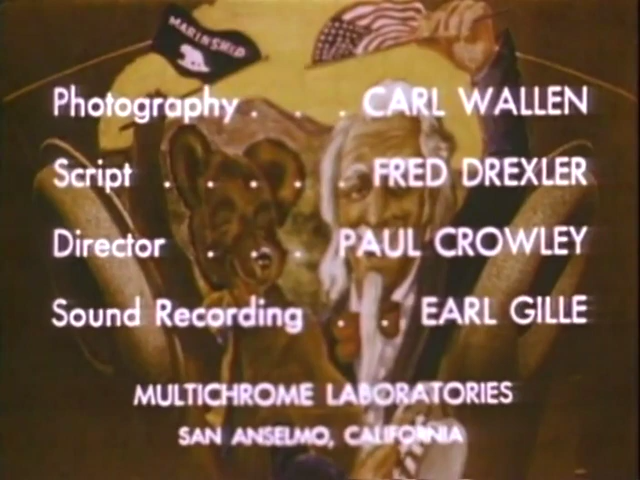 MARINSHIP
Photography . . . CARL WALLEN
Script . . . . . FRED DREXLER
Director . . . PAUL CROWLEY
Sound Recording . . EARL GILLE
MULTICHROME LABORATORIES
SAN ANSELMO, CALIFORNIA